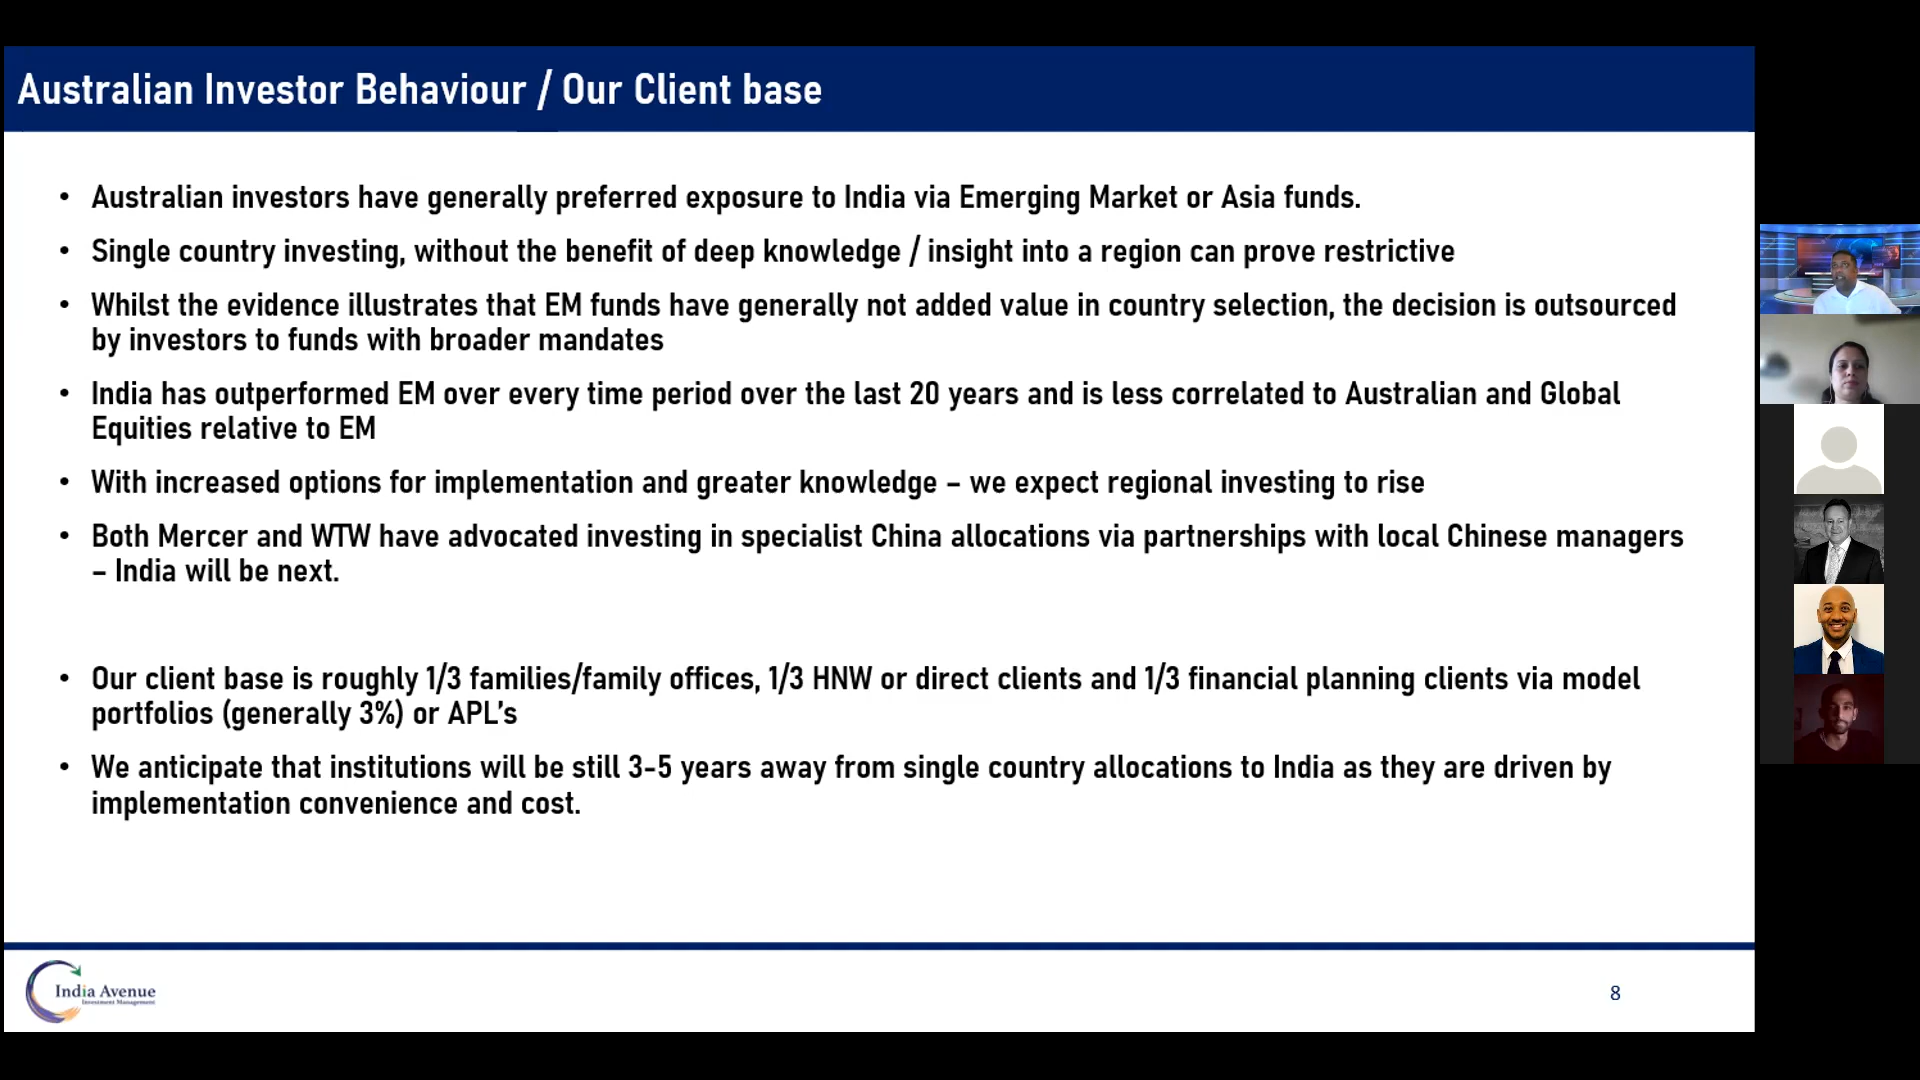 Australian Investor Behaviour / Our Client base
• Australian investors have generally preferred exposure to India via Emerging Market or Asia funds.
• Single country investing, without the benefit of deep knowledge / insight into a region can prove restrictive
• Whilst the evidence illustrates that EM funds have generally not added value in country selection, the decision is outsourced
by investors to funds with broader mandates
• India has outperformed EM over every time period over the last 20 years and is less correlated to Australian and Global
Equities relative to EM
• With increased options for implementation and greater knowledge – we expect regional investing to rise
• Both Mercer and WTW have advocated investing in specialist China allocations via partnerships with local Chinese managers
– India will be next.
• Our client base is roughly 1/3 families/family offices, 1/3 HNW or direct clients and 1/3 financial planning clients via model
portfolios (generally 3%) or APL’s
• We anticipate that institutions will be still 3-5 years away from single country allocations to India as they are driven by
implementation convenience and cost.
India Avenue
Investment Management
8